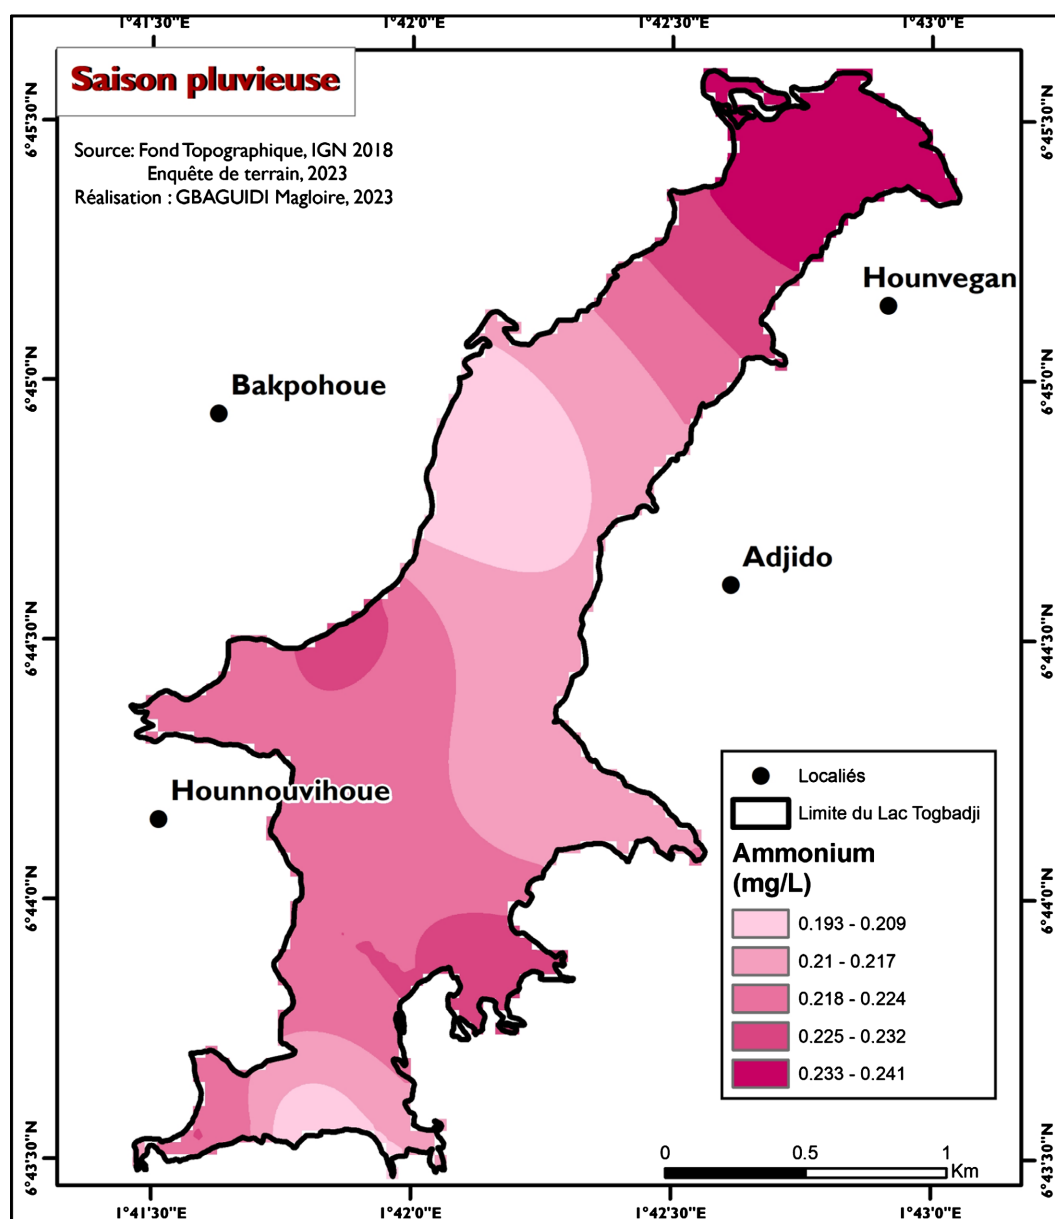 1°41'30"E 1°42'0"E 1°42'30"E 1°43'0"E
Saison pluvieuse
6°45'30"N 6°45'30"N
Source: Fond Topographique, IGN 2018
Enquête de terrain, 2023
Réalisation : GBAGUIDI Magloire, 2023
Hounvegan
6°45'0"N 6°45'0"N
Bakpohoue
Adjido
6°44'30"N 6°44'30"N
Hounnouvihoue
Localiés
Limite du Lac Togbadji
Ammonium
(mg/L)
6°44'0"N 6°44'0"N
0.193 - 0.209
0.21 - 0.217
0.218 - 0.224
0.225 - 0.232
0.233 - 0.241
6°43'30"N 6°43'30"N
0 0.5 1
Km
1°41'30"E 1°42'0"E 1°42'30"E 1°43'0"E